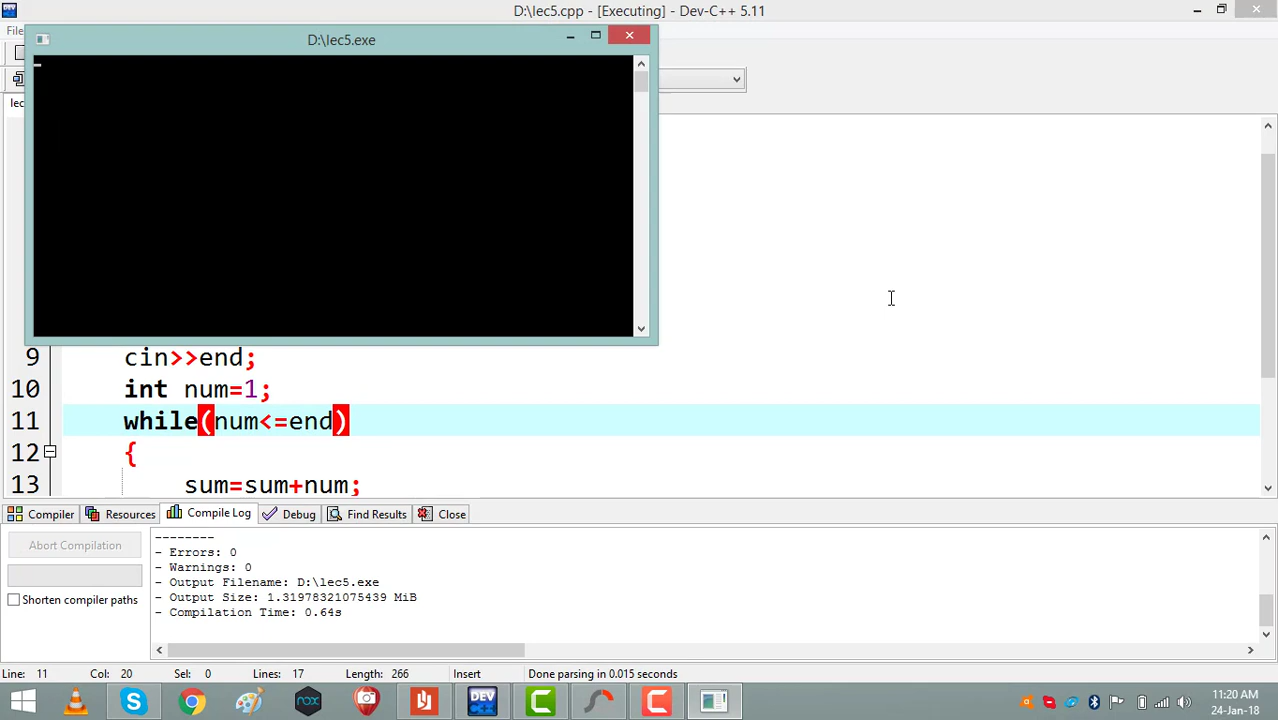 D:\lec5.cpp - [Executing] - Dev-C++ 5.11
File
D:\lec5.exe
lec
9 cin>>end;
10 int num=1;
11 while(num<=end)
12 {
13 sum=sum+num;
Compiler Resources Compile Log Debug Find Results Close
Abort Compilation
Shorten compiler paths
--------
- Errors: 0
- Warnings: 0
- Output Filename: D:\lec5.exe
- Output Size: 1.31978321075439 MiB
- Compilation Time: 0.64s
Line: 11 Col: 20 Sel: 0 Lines: 17 Length: 266 Insert Done parsing in 0.015 seconds
nox
DEV
11:20 AM
24-Jan-18